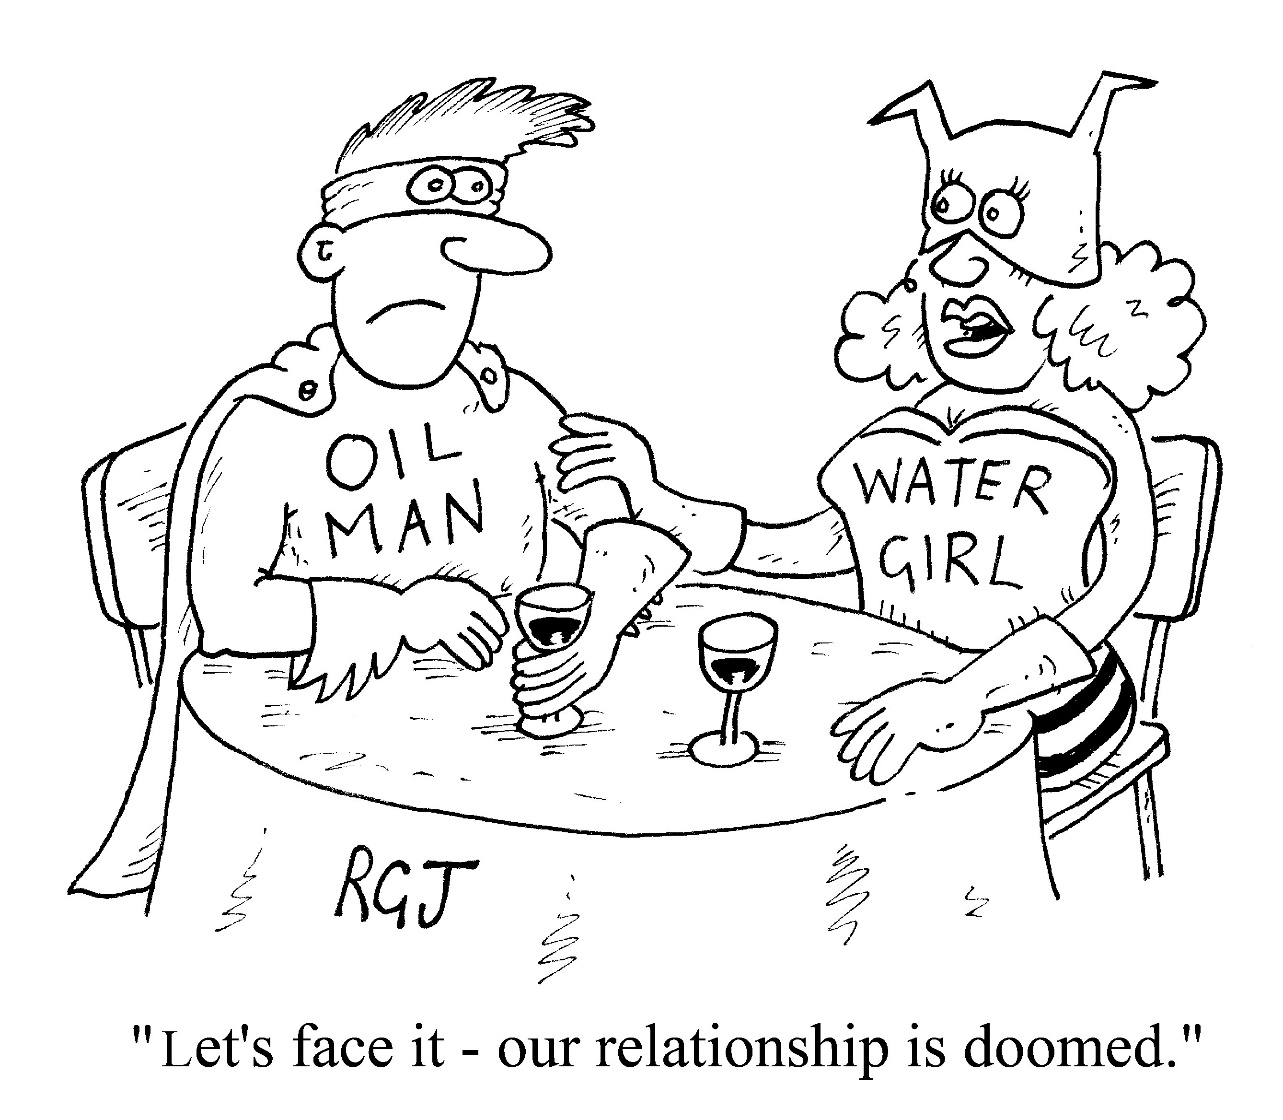 OIL
MAN
WATER
GIRL
RGJ
"Let's face it - our relationship is doomed."